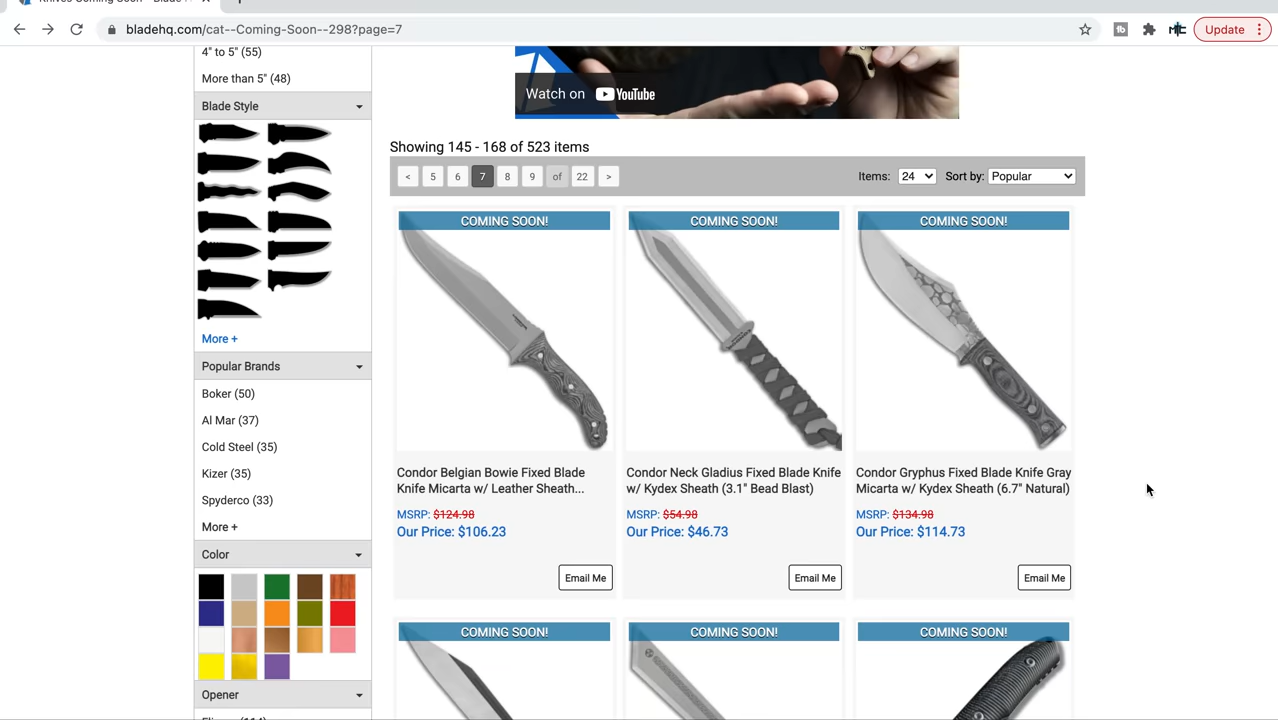 bladehq.com/cat--Coming-Soon--298?page=7
Update
4" to 5" (55)
More than 5" (48)
Blade Style
More +
Popular Brands
Boker (50)
Al Mar (37)
Cold Steel (35)
Kizer (35)
Spyderco (33)
More +
Color
Opener
Watch on YouTube
Showing 145 - 168 of 523 items
< 5 6 7 8 9 of 22 >
Items: 24 Sort by: Popular
COMING SOON!
Condor Belgian Bowie Fixed Blade
Knife Micarta w/ Leather Sheath...
MSRP: $124.98
Our Price: $106.23
Email Me
COMING SOON!
Condor Neck Gladius Fixed Blade Knife
w/ Kydex Sheath (3.1" Bead Blast)
MSRP: $54.98
Our Price: $46.73
Email Me
COMING SOON!
Condor Gryphus Fixed Blade Knife Gray
Micarta w/ Kydex Sheath (6.7" Natural)
MSRP: $134.98
Our Price: $114.73
Email Me
COMING SOON!
COMING SOON!
COMING SOON!